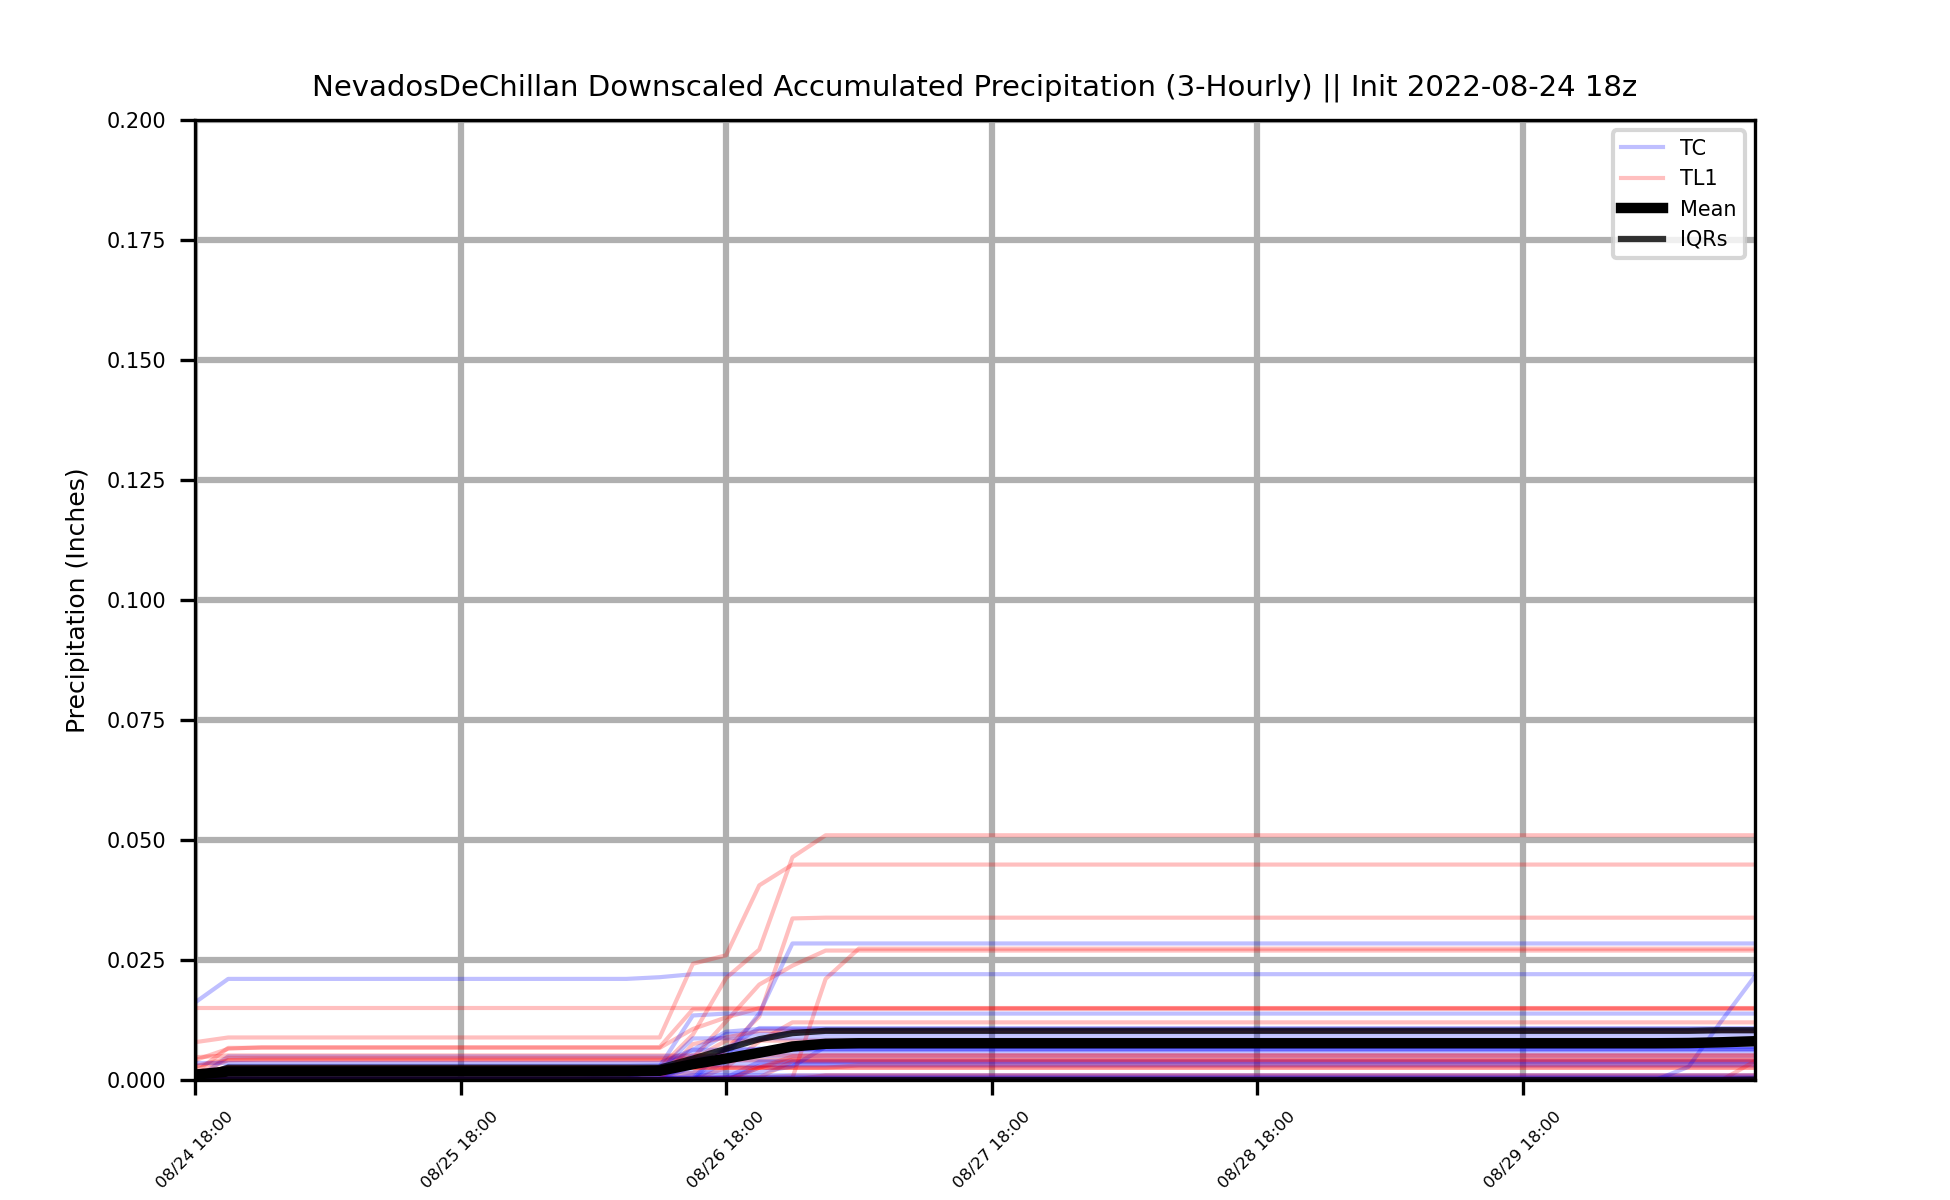 NevadosDeChillan Downscaled Accumulated Precipitation (3-Hourly) || Init 2022-08-24 18z
TC
TL1
Mean
IQRs
Precipitation (Inches)
0.200
0.175
0.150
0.125
0.100
0.075
0.050
0.025
0.000
08/24 18:00
08/25 18:00
08/26 18:00
08/27 18:00
08/28 18:00
08/29 18:00